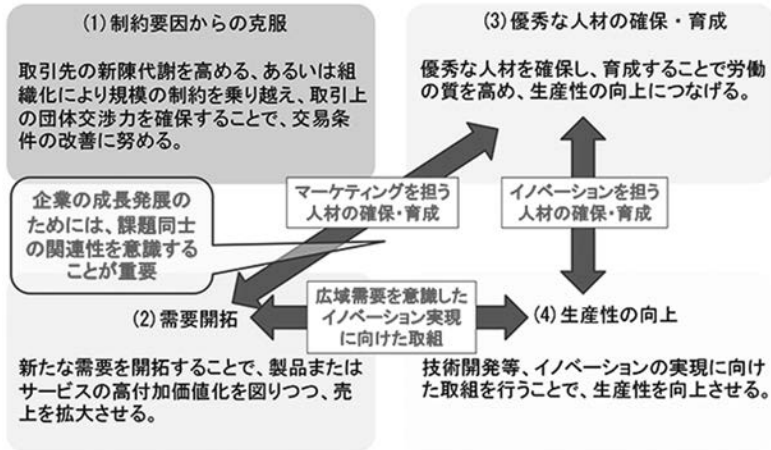 (1) 制約要因からの克服
取引先の新陳代謝を高める、あるいは組
織化により規模の制約を乗り越え、取引上
の団体交渉力を確保することで、交易条
件の改善に努める。
(3) 優秀な人材の確保・育成
優秀な人材を確保し、育成することで労働
の質を高め、生産性の向上につなげる。
企業の成長発展の
ためには、課題同士
の関連性を意識する
ことが重要
マーケティングを担う
人材の確保・育成
イノベーションを担う
人材の確保・育成
(2) 需要開拓
新たな需要を開拓することで、製品または
サービスの高付加価値化を図りつつ、売
上を拡大させる。
広域需要を意識した
イノベーション実現
に向けた取組
(4) 生産性の向上
技術開発等、イノベーションの実現に向け
た取組を行うことで、生産性を向上させる。